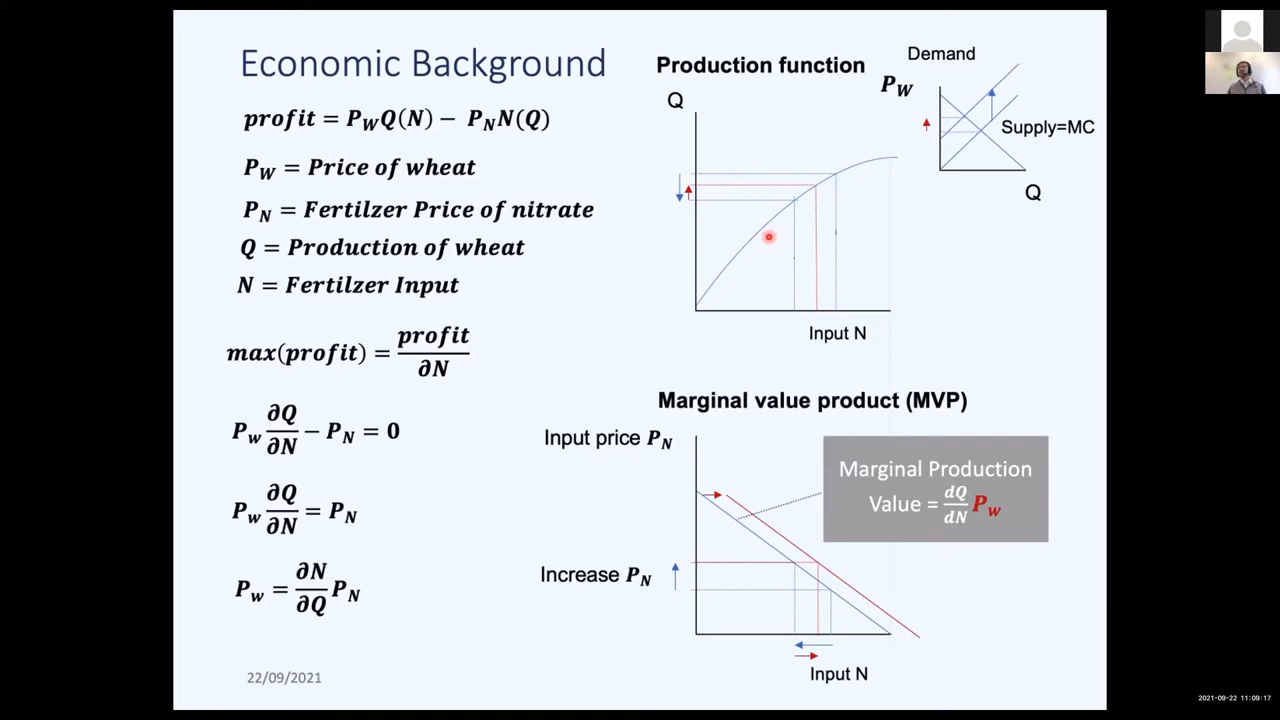 Economic Background
profit = P_W Q(N) − P_N N(Q)
P_W = Price of wheat
P_N = Fertilzer Price of nitrate
Q = Production of wheat
N = Fertilzer Input
max(profit) = profit / ∂N
P_w ∂Q/∂N − P_N = 0
P_w ∂Q/∂N = P_N
P_w = ∂N/∂Q P_N
22/09/2021
Production function
Q
Input N
Demand
P_W
Supply=MC
Q
Marginal value product (MVP)
Input price P_N
Marginal Production
Value = dQ/dN P_w
Increase P_N
Input N
2021-09-22 11:09:17